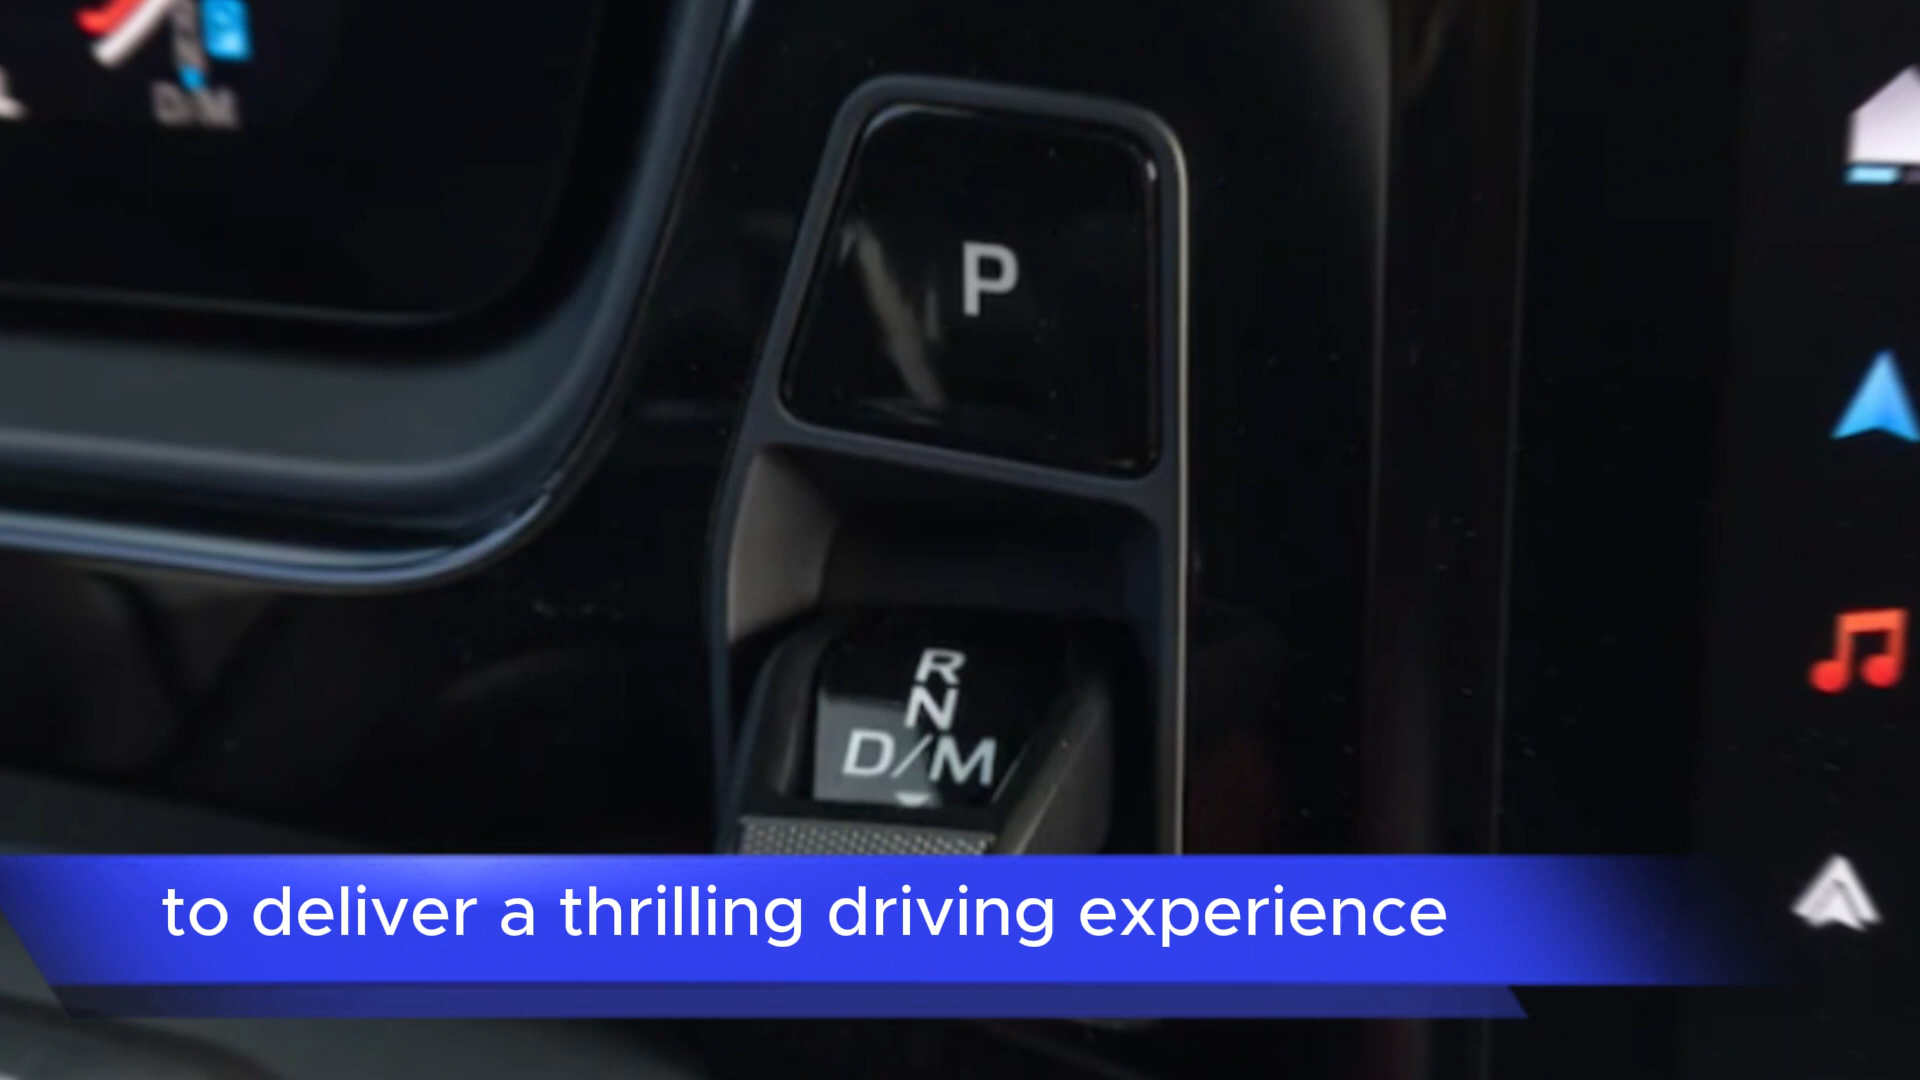 D/M
P
R
N
D/M
to deliver a thrilling driving experience